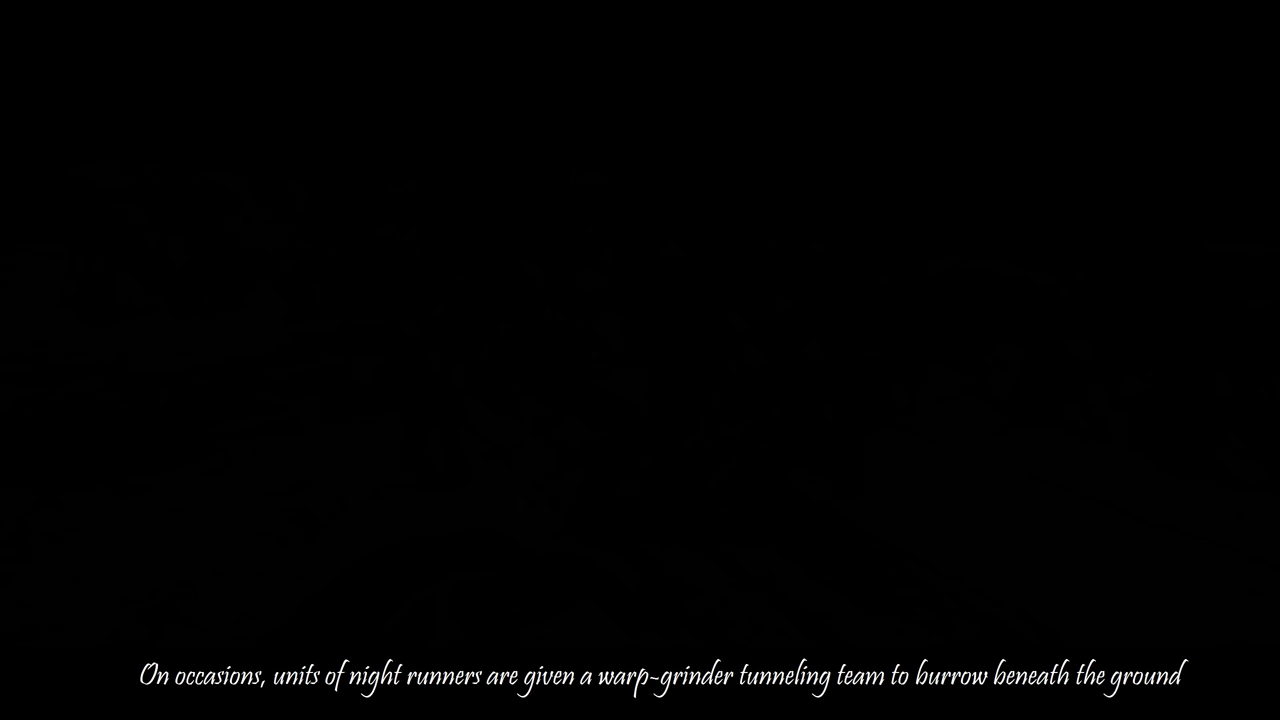 On occasions, units of night runners are given a warp-grinder tunneling team to burrow beneath the ground